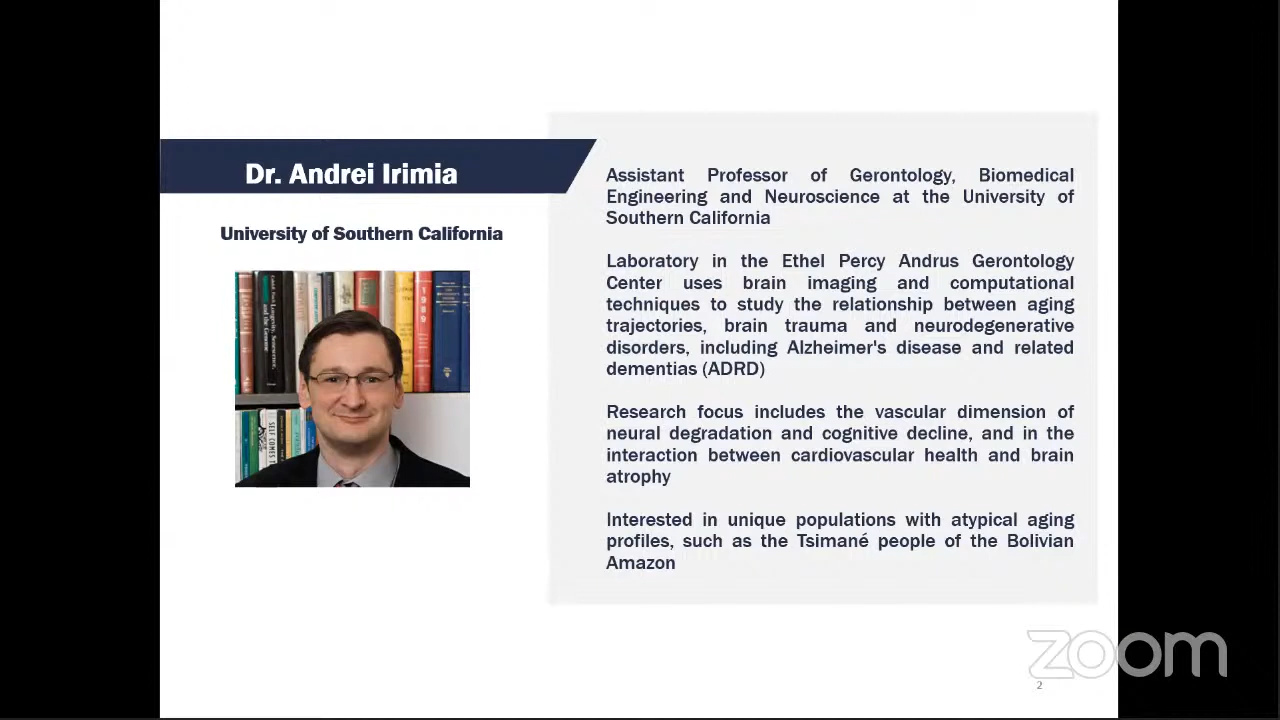 Dr. Andrei Irimia
University of Southern California
1989
SELF COMES T
Assistant Professor of Gerontology, Biomedical
Engineering and Neuroscience at the University of
Southern California
Laboratory in the Ethel Percy Andrus Gerontology
Center uses brain imaging and computational
techniques to study the relationship between aging
trajectories, brain trauma and neurodegenerative
disorders, including Alzheimer's disease and related
dementias (ADRD)
Research focus includes the vascular dimension of
neural degradation and cognitive decline, and in the
interaction between cardiovascular health and brain
atrophy
Interested in unique populations with atypical aging
profiles, such as the Tsimané people of the Bolivian
Amazon
zoom
2